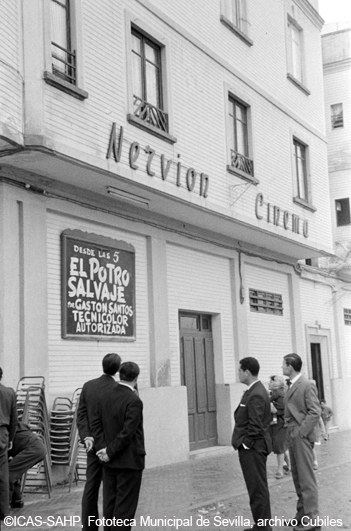 Nervion Cinema
DESDE LAS 5
EL POTRO
SALVAJE
POR GASTON SANTOS
TECNICOLOR
AUTORIZADA
©ICAS-SAHP, Fototeca Municipal de Sevilla, archivo Cubiles